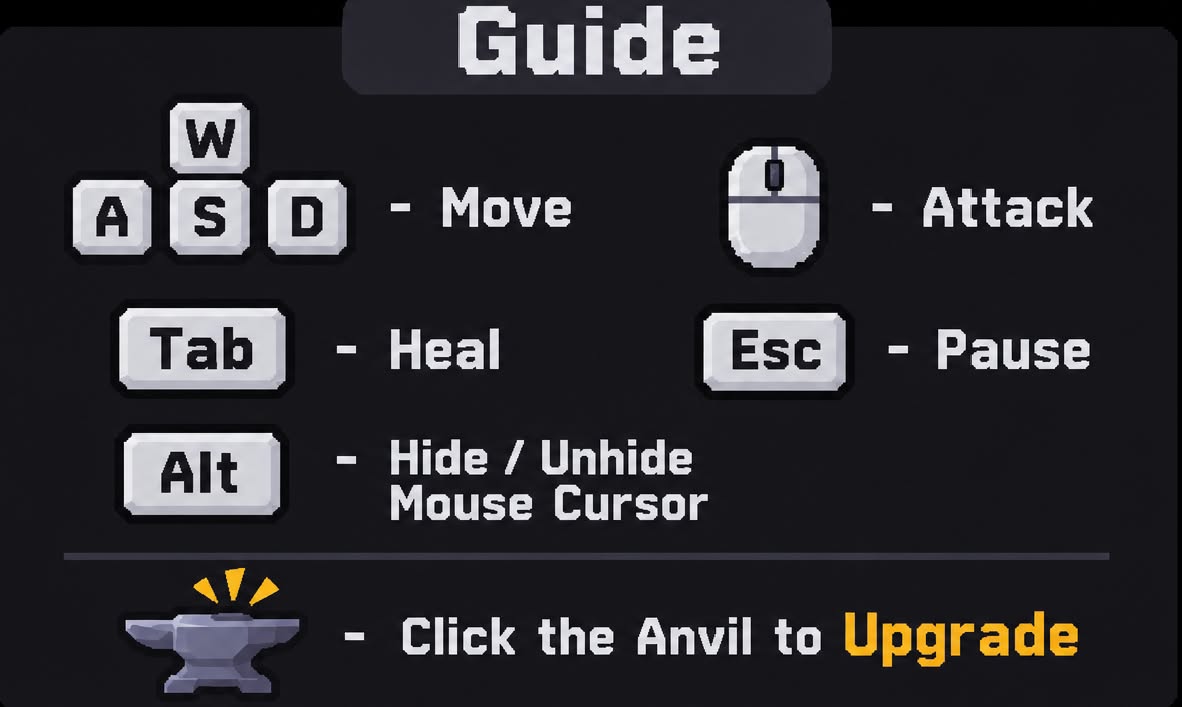 Guide
W
A S D - Move
- Attack
Tab - Heal
Esc - Pause
Alt - Hide / Unhide
Mouse Cursor
- Click the Anvil to Upgrade